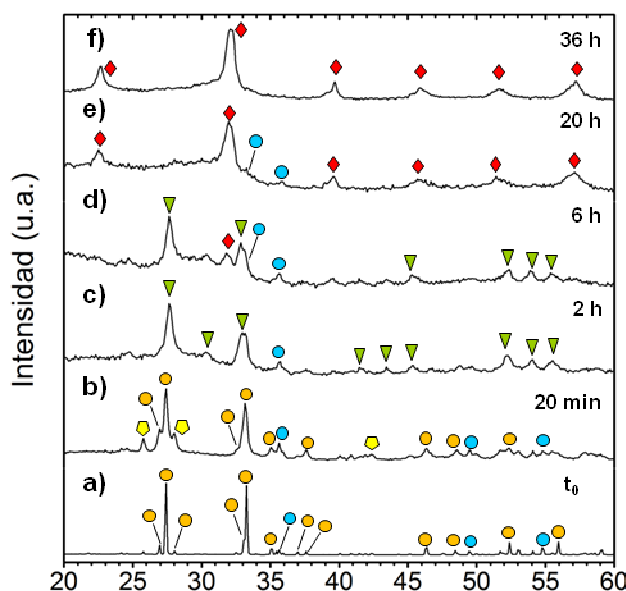 f) 36 h
e) 20 h
d) 6 h
c) 2 h
b) 20 min
a) t₀
Intensidad (u.a.)
20 25 30 35 40 45 50 55 60